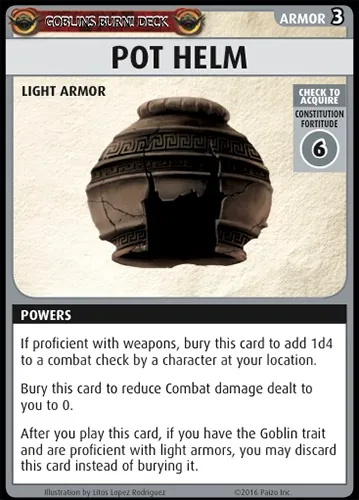 GOBLINS BURN! DECK
ARMOR 3
POT HELM
LIGHT ARMOR
CHECK TO
ACQUIRE
CONSTITUTION
FORTITUDE
6
POWERS
If proficient with weapons, bury this card to add 1d4
to a combat check by a character at your location.
Bury this card to reduce Combat damage dealt to
you to 0.
After you play this card, if you have the Goblin trait
and are proficient with light armors, you may discard
this card instead of burying it.
Illustration by Litos Lopez Rodriguez
©2016 Paizo Inc.